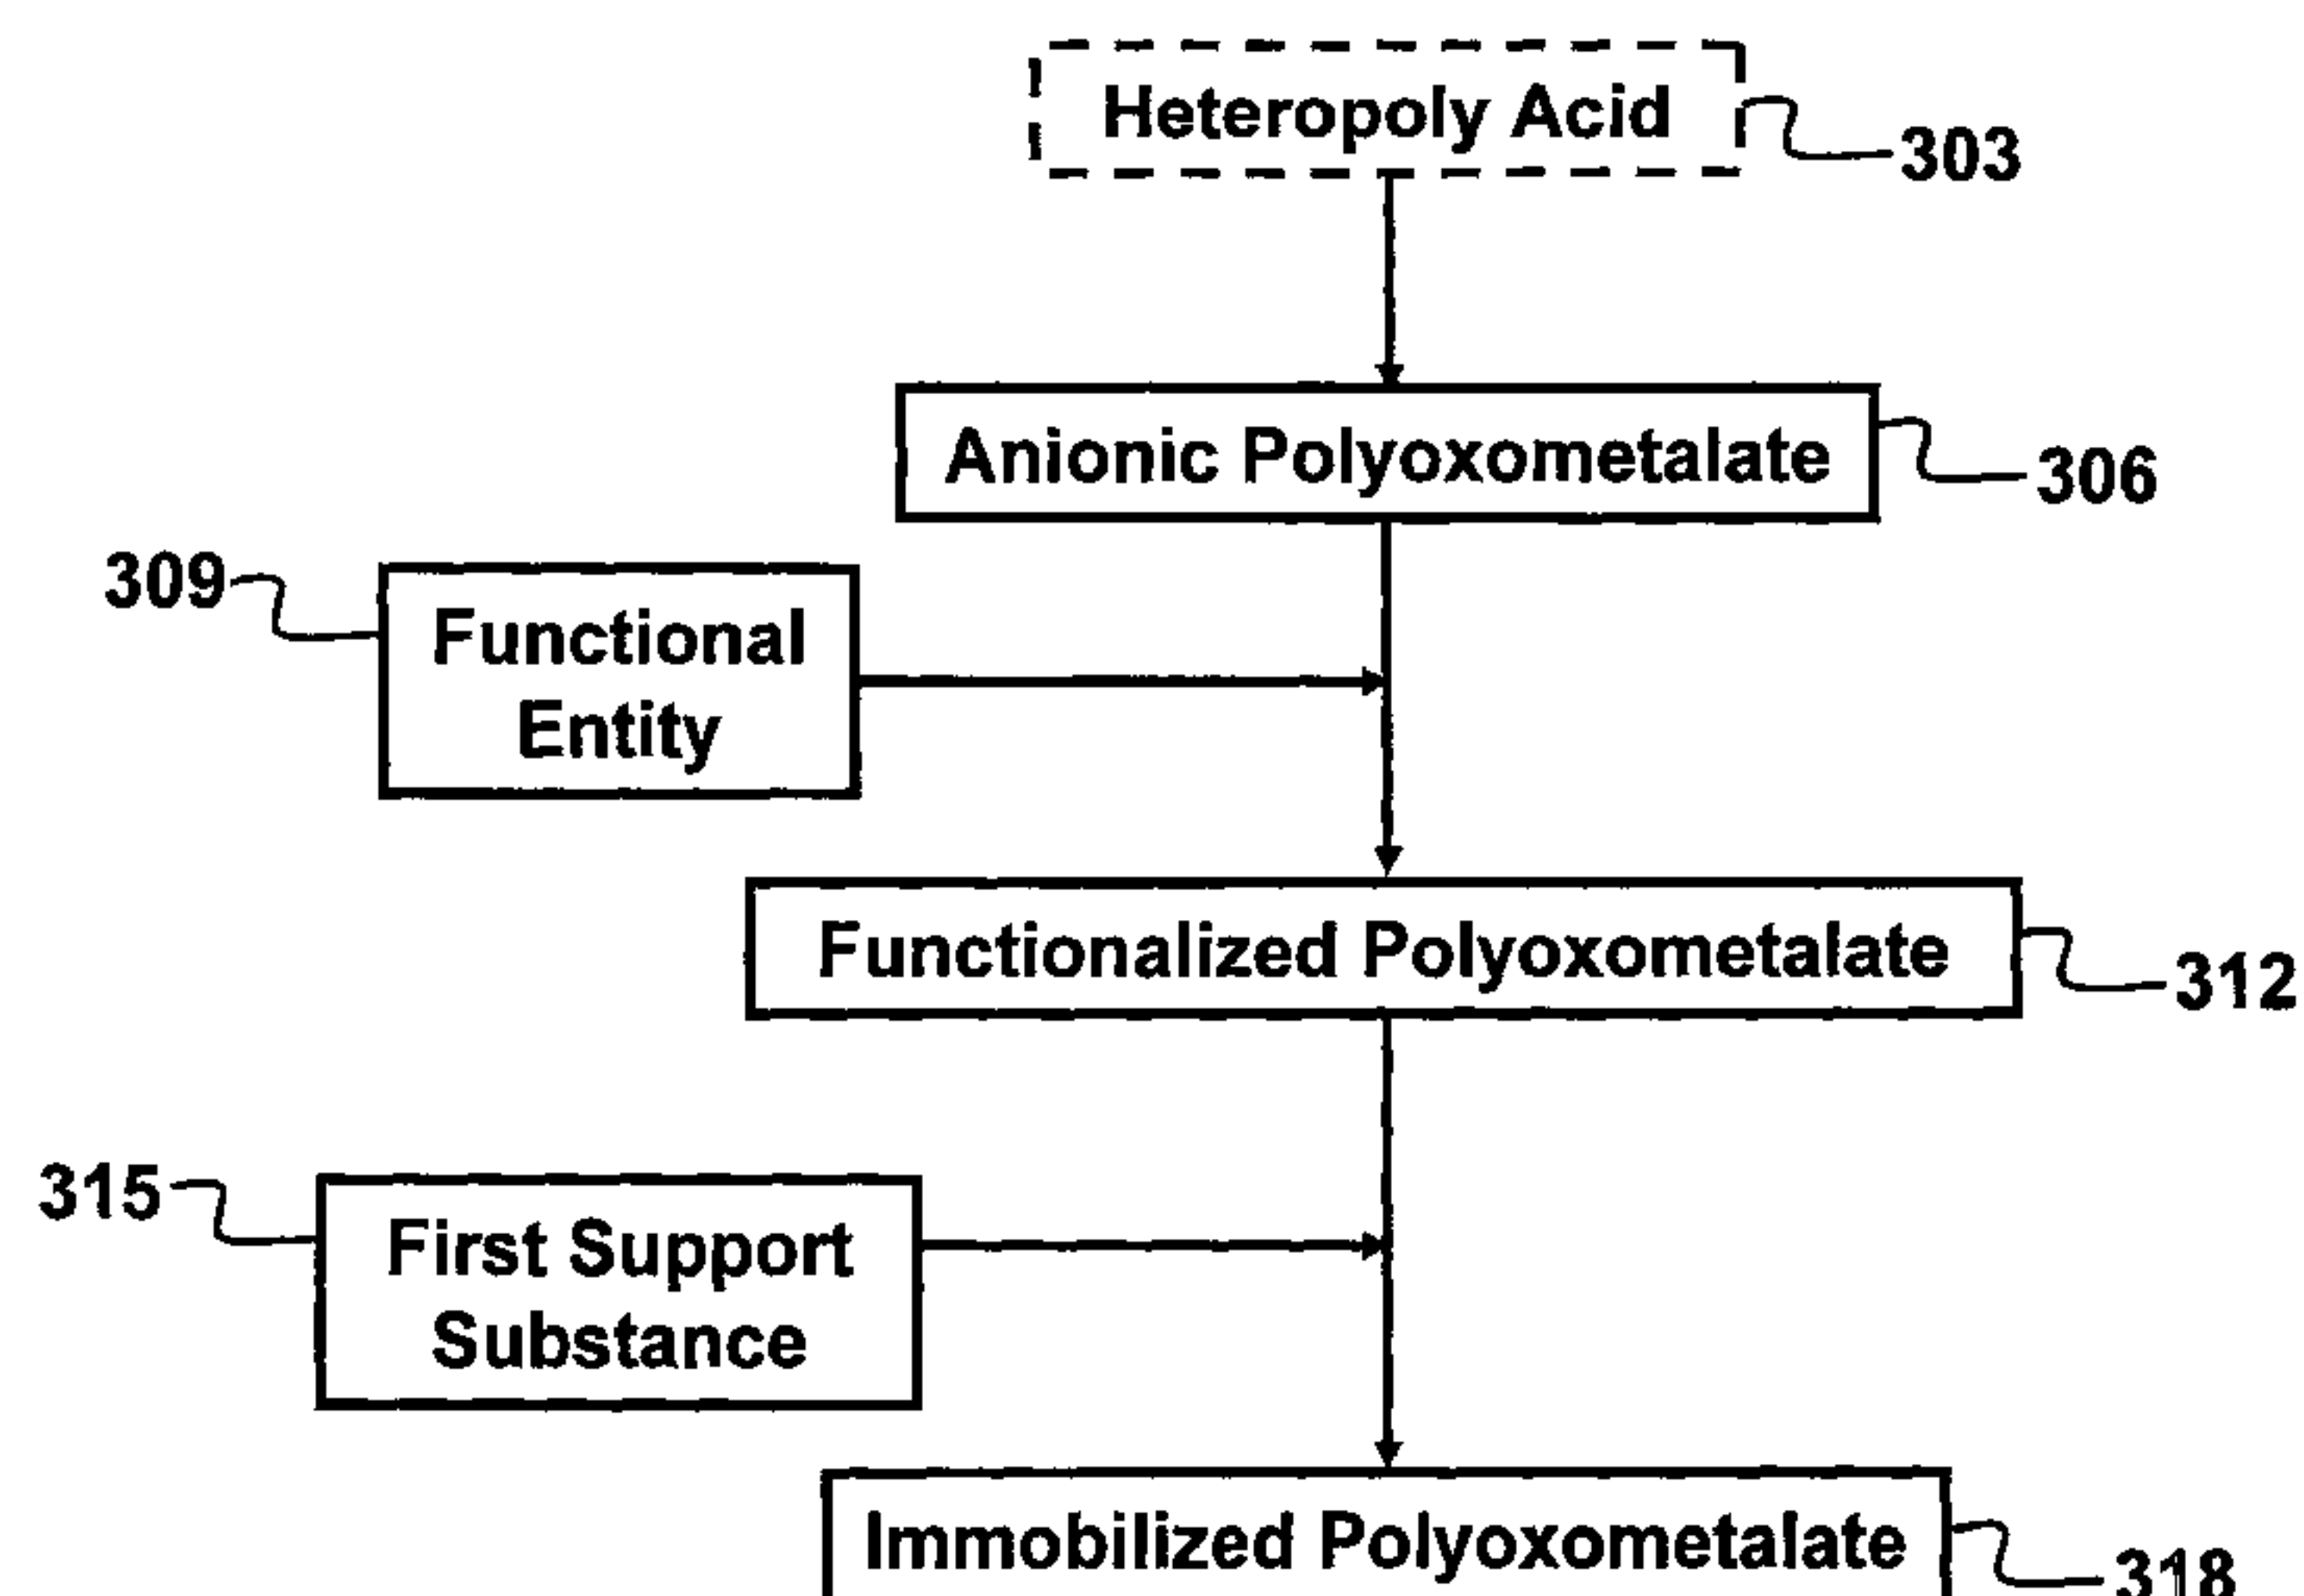 Heteropoly Acid
303
Anionic Polyoxometalate
306
309
Functional
Entity
Functionalized Polyoxometalate
312
315
First Support
Substance
Immobilized Polyoxometalate
318